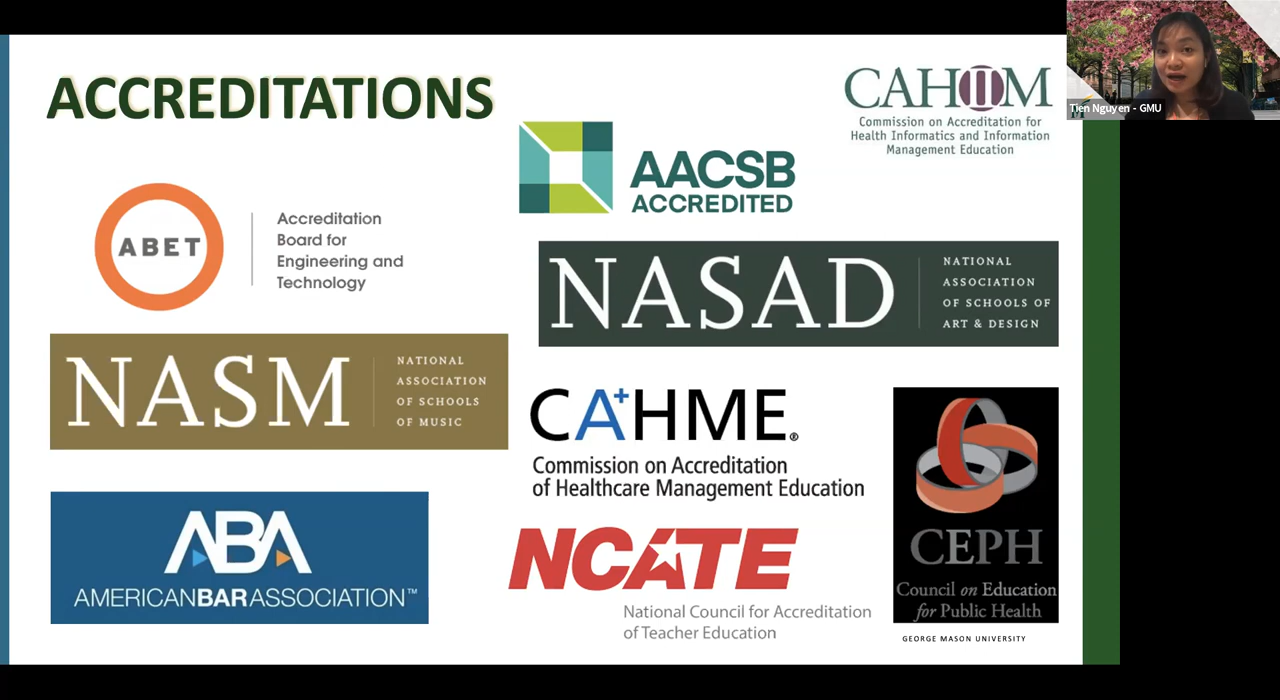 ACCREDITATIONS
CAHIIM
Commission on Accreditation for
Health Informatics and Information
Management Education
Tien Nguyen - GMU
AACSB
ACCREDITED
ABET
Accreditation
Board for
Engineering and
Technology
NASAD
NATIONAL
ASSOCIATION
OF SCHOOLS OF
ART & DESIGN
NASM
NATIONAL
ASSOCIATION
OF SCHOOLS
OF MUSIC
CA+HME®
Commission on Accreditation
of Healthcare Management Education
CEPH
Council on Education
for Public Health
ABA
AMERICANBARASSOCIATION™
NCATE
National Council for Accreditation
of Teacher Education
GEORGE MASON UNIVERSITY